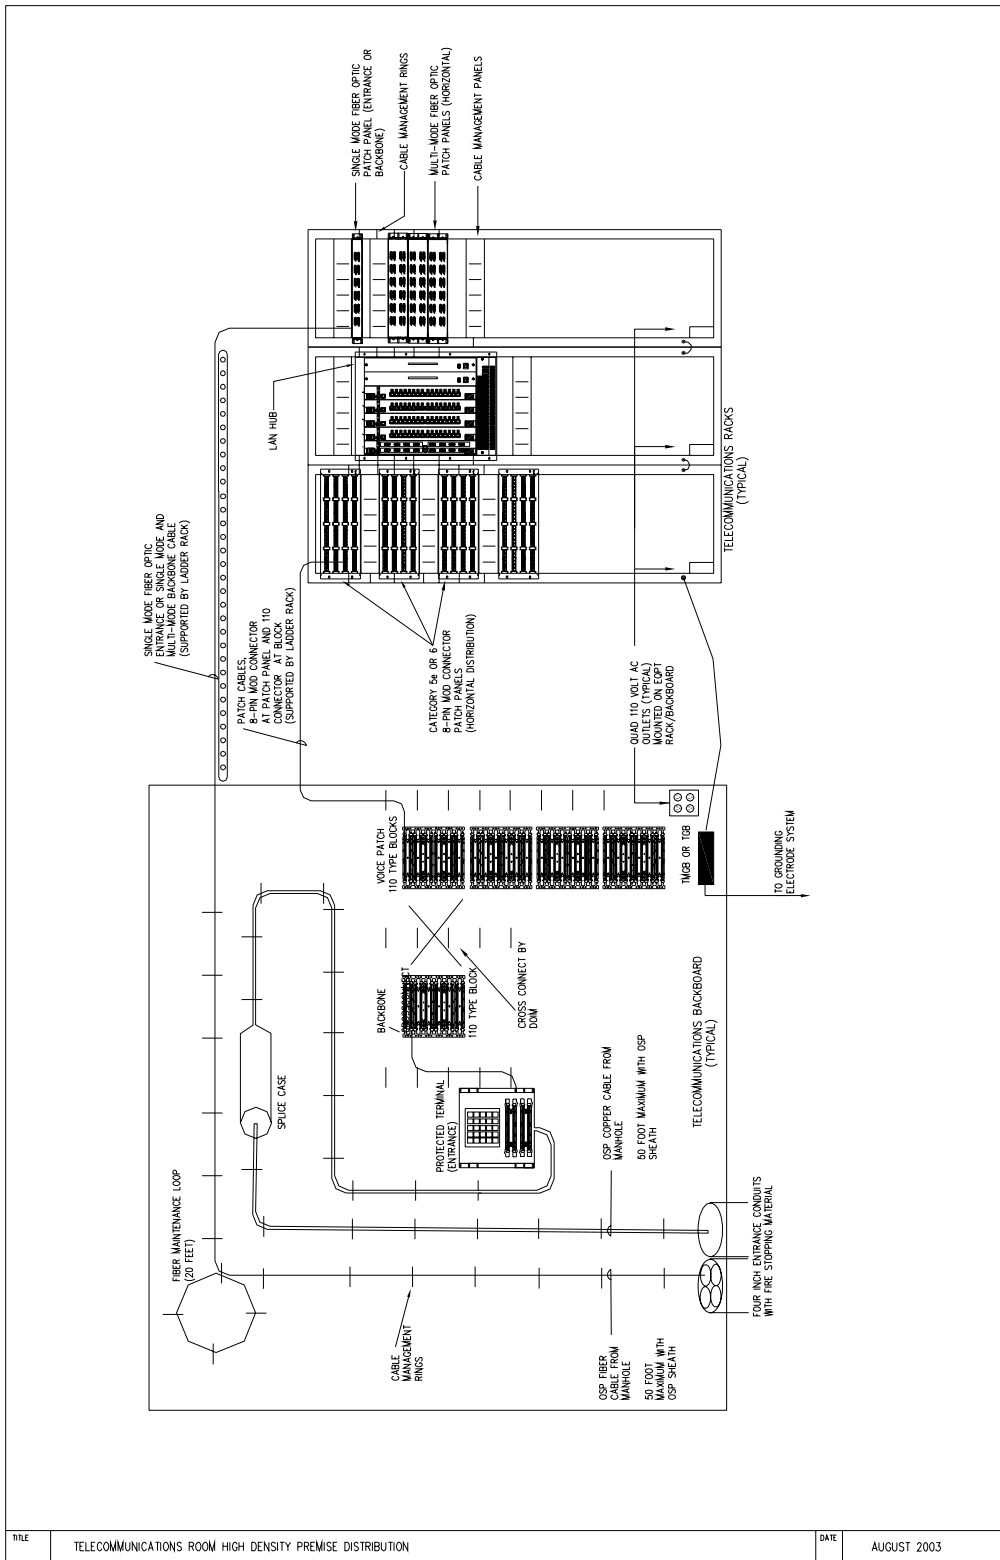 SINGLE MODE FIBER OPTIC
PATCH PANEL (ENTRANCE OR
BACKBONE)
CABLE MANAGEMENT RINGS
MULTI-MODE FIBER OPTIC
PATCH PANELS (HORIZONTAL)
CABLE MANAGEMENT PANELS
LAN HUB
TELECOMMUNICATIONS RACKS
(TYPICAL)
SINGLE MODE FIBER OPTIC
ENTRANCE OR SINGLE MODE AND
MULTI-MODE BACKBONE CABLE
(SUPPORTED BY LADDER RACK)
PATCH CABLES,
8-PIN MOD CONNECTOR
AT PATCH PANEL AND 110
CONNECTOR AT BLOCK
(SUPPORTED BY LADDER RACK)
CATEGORY 5e OR 6
8-PIN MOD CONNECTOR
PATCH PANELS
(HORIZONTAL DISTRIBUTION)
QUAD 110 VOLT AC
OUTLETS (TYPICAL)
MOUNTED ON EQPT
RACK/BACKBOARD
VOICE PATCH
110 TYPE BLOCKS
TMGB OR TGB
TO GROUNDING
ELECTRODE SYSTEM
BACKBONE
110 TYPE BLOCK
CROSS CONNECT BY
DOIM
TELECOMMUNICATIONS BACKBOARD
(TYPICAL)
SPLICE CASE
PROTECTED TERMINAL
(ENTRANCE)
OSP COPPER CABLE FROM
MANHOLE
50 FOOT MAXIMUM WITH OSP
SHEATH
FIBER MAINTENANCE LOOP
(20 FEET)
CABLE
MANAGEMENT
RINGS
OSP FIBER
CABLE FROM
MANHOLE
50 FOOT
MAXIMUM WITH
OSP SHEATH
FOUR INCH ENTRANCE CONDUITS
WITH FIRE STOPPING MATERIAL
TITLE
TELECOMMUNICATIONS ROOM HIGH DENSITY PREMISE DISTRIBUTION
DATE
AUGUST 2003